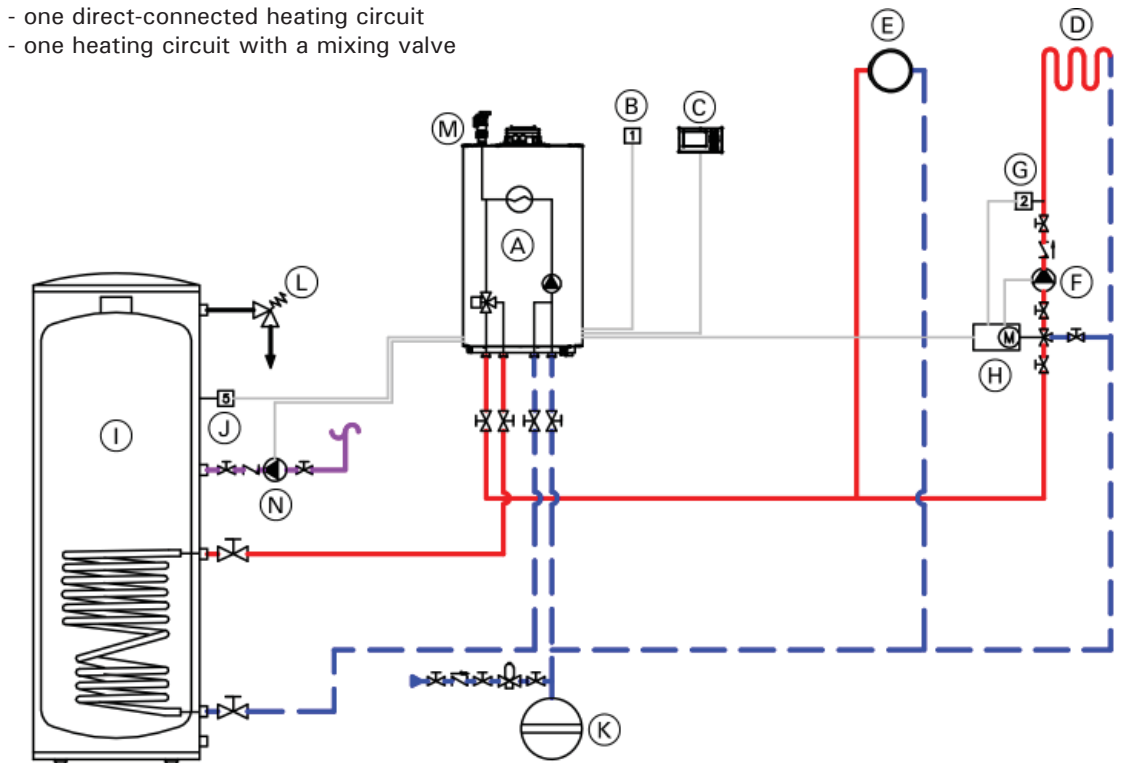 - one direct-connected heating circuit
- one heating circuit with a mixing valve
E
D
M
B
C
1
G
2
A
L
F
M
H
5
J
I
N
K